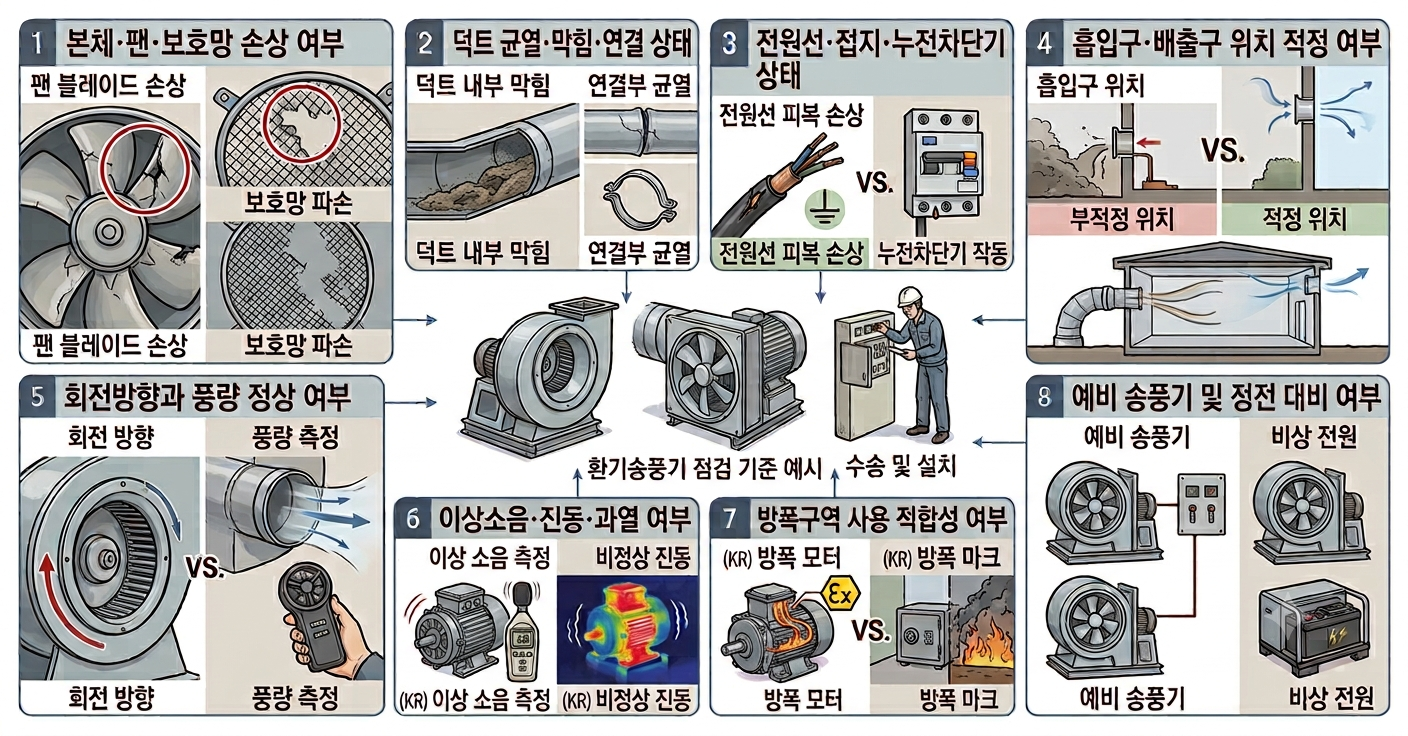 1 본체·팬·보호망 손상 여부
팬 블레이드 손상
보호망 파손
팬 블레이드 손상
보호망 파손
2 덕트 균열·막힘·연결 상태
덕트 내부 막힘
연결부 균열
덕트 내부 막힘
연결부 균열
3 전원선·접지·누전차단기
상태
전원선 피복 손상
VS.
전원선 피복 손상
누전차단기 작동
4 흡입구·배출구 위치 적정 여부
흡입구 위치
VS.
부적정 위치
적정 위치
환기송풍기 점검 기준 예시
수송 및 설치
5 회전방향과 풍량 정상 여부
회전 방향
풍량 측정
VS.
회전 방향
풍량 측정
6 이상소음·진동·과열 여부
이상 소음 측정
비정상 진동
(KR) 이상 소음 측정
(KR) 비정상 진동
7 방폭구역 사용 적합성 여부
(KR) 방폭 모터
(KR) 방폭 마크
Ex
VS.
방폭 모터
방폭 마크
8 예비 송풍기 및 정전 대비 여부
예비 송풍기
비상 전원
예비 송풍기
비상 전원